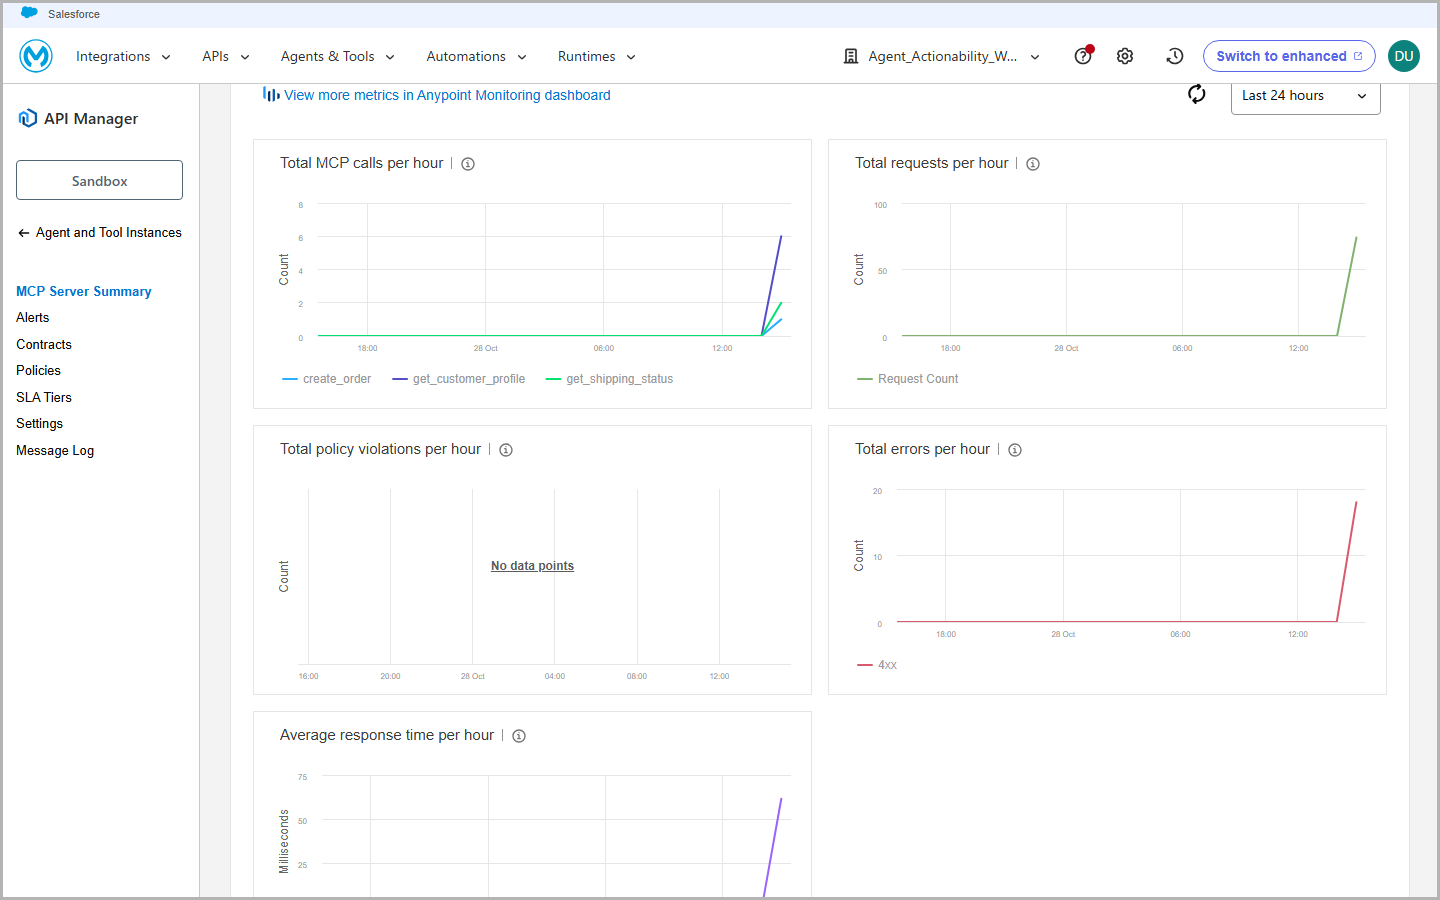 Salesforce
Integrations APIs Agents & Tools Automations Runtimes Agent_Actionability_W... Switch to enhanced DU
API Manager
Sandbox
Agent and Tool Instances
MCP Server Summary
Alerts
Contracts
Policies
SLA Tiers
Settings
Message Log
View more metrics in Anypoint Monitoring dashboard
Last 24 hours
Total MCP calls per hour
Count
8
6
4
2
0
18:00 28 Oct 06:00 12:00
create_order get_customer_profile get_shipping_status
Total requests per hour
Count
100
50
0
18:00 28 Oct 06:00 12:00
Request Count
Total policy violations per hour
Count
No data points
16:00 20:00 28 Oct 04:00 08:00 12:00
Total errors per hour
Count
20
10
0
18:00 28 Oct 06:00 12:00
4xx
Average response time per hour
Milliseconds
75
50
25